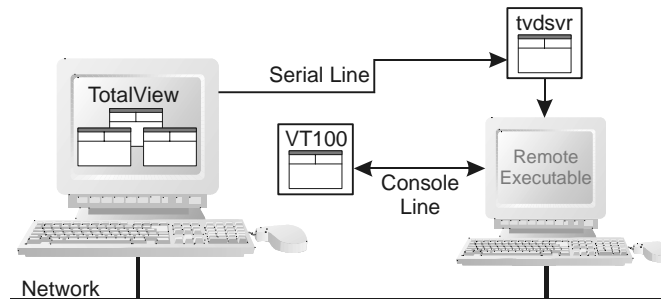 tvdsvr
Serial Line
TotalView
VT100
Console
Line
Remote
Executable
Network